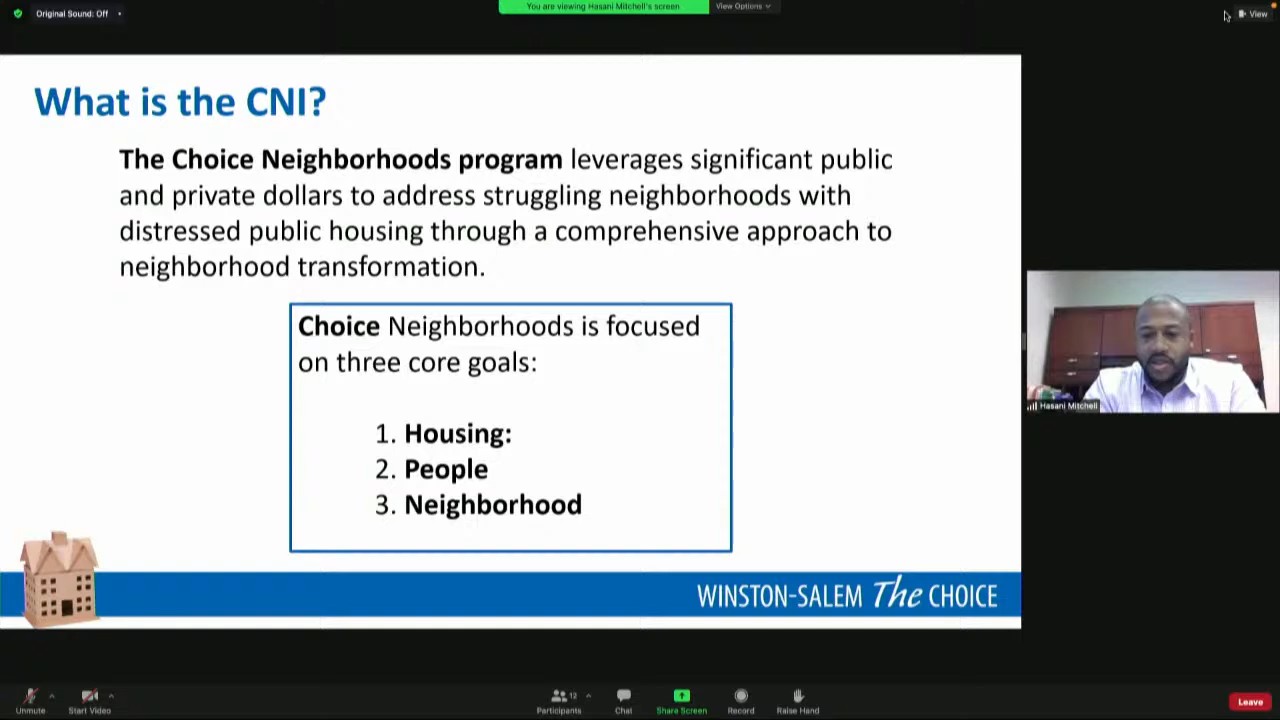 Original Sound: Off
You are viewing Hasani Mitchell's screen
View Options
View
What is the CNI?
The Choice Neighborhoods program leverages significant public
and private dollars to address struggling neighborhoods with
distressed public housing through a comprehensive approach to
neighborhood transformation.
Choice Neighborhoods is focused
on three core goals:
1. Housing:
2. People
3. Neighborhood
Hasani Mitchell
WINSTON-SALEM The CHOICE
Unmute
Start Video
12
Participants
Chat
Share Screen
Record
Raise Hand
Leave